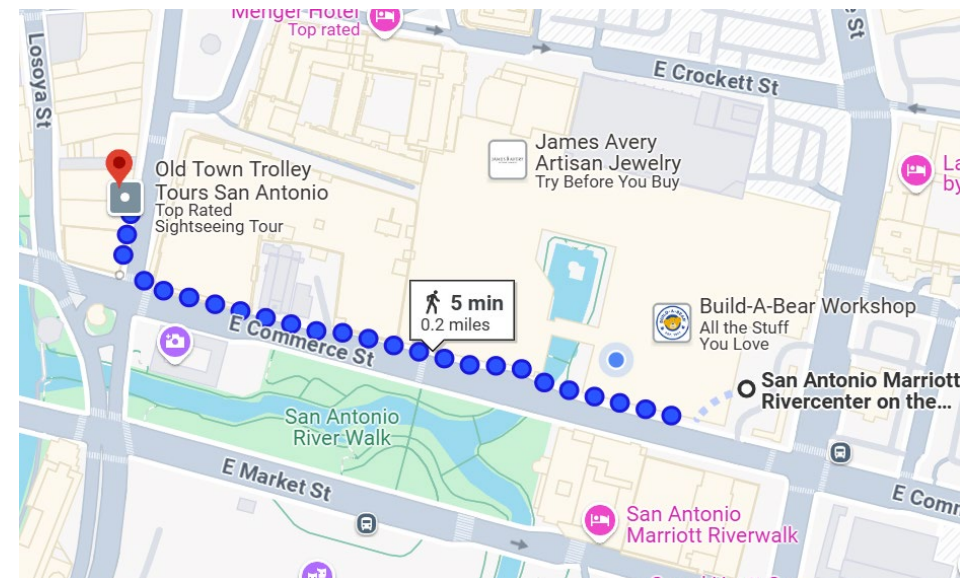 Menger Hotel
Top rated
Losoya St
E Crockett St
James Avery
Artisan Jewelry
Try Before You Buy
Old Town Trolley
Tours San Antonio
Top Rated
Sightseeing Tour
5 min
0.2 miles
Build-A-Bear Workshop
All the Stuff
You Love
E Commerce St
San Antonio Marriott
Rivercenter on the...
San Antonio
River Walk
E Market St
E Comm
San Antonio
Marriott Riverwalk
e St
La
by